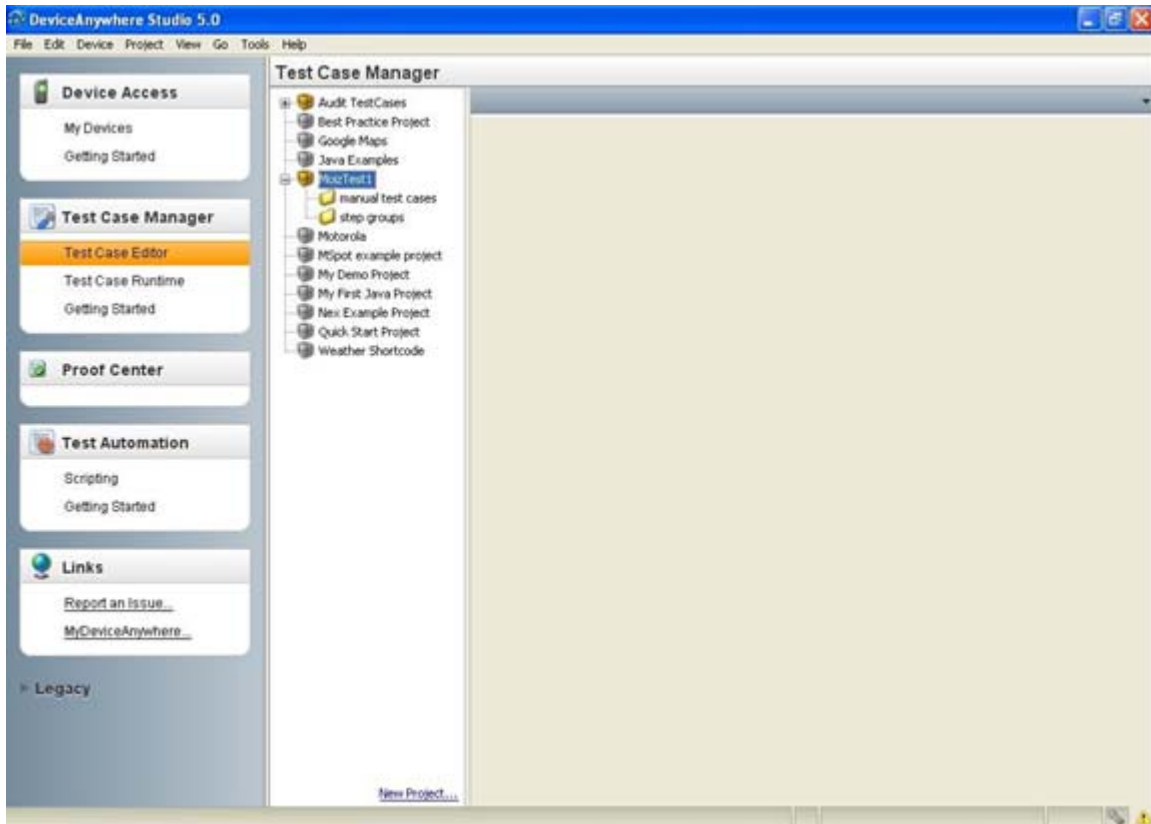 DeviceAnywhere Studio 5.0
File Edit Device Project View Go Tools Help
Device Access
My Devices
Getting Started
Test Case Manager
Test Case Editor
Test Case Runtime
Getting Started
Proof Center
Test Automation
Scripting
Getting Started
Links
Report an Issue...
MyDeviceAnywhere...
Legacy
Test Case Manager
Audit TestCases
Best Practice Project
Google Maps
Java Examples
MoizTest1
manual test cases
step groups
Motorola
MSpot example project
My Demo Project
My First Java Project
Nex Example Project
Quick Start Project
Weather Shortcode
New Project...